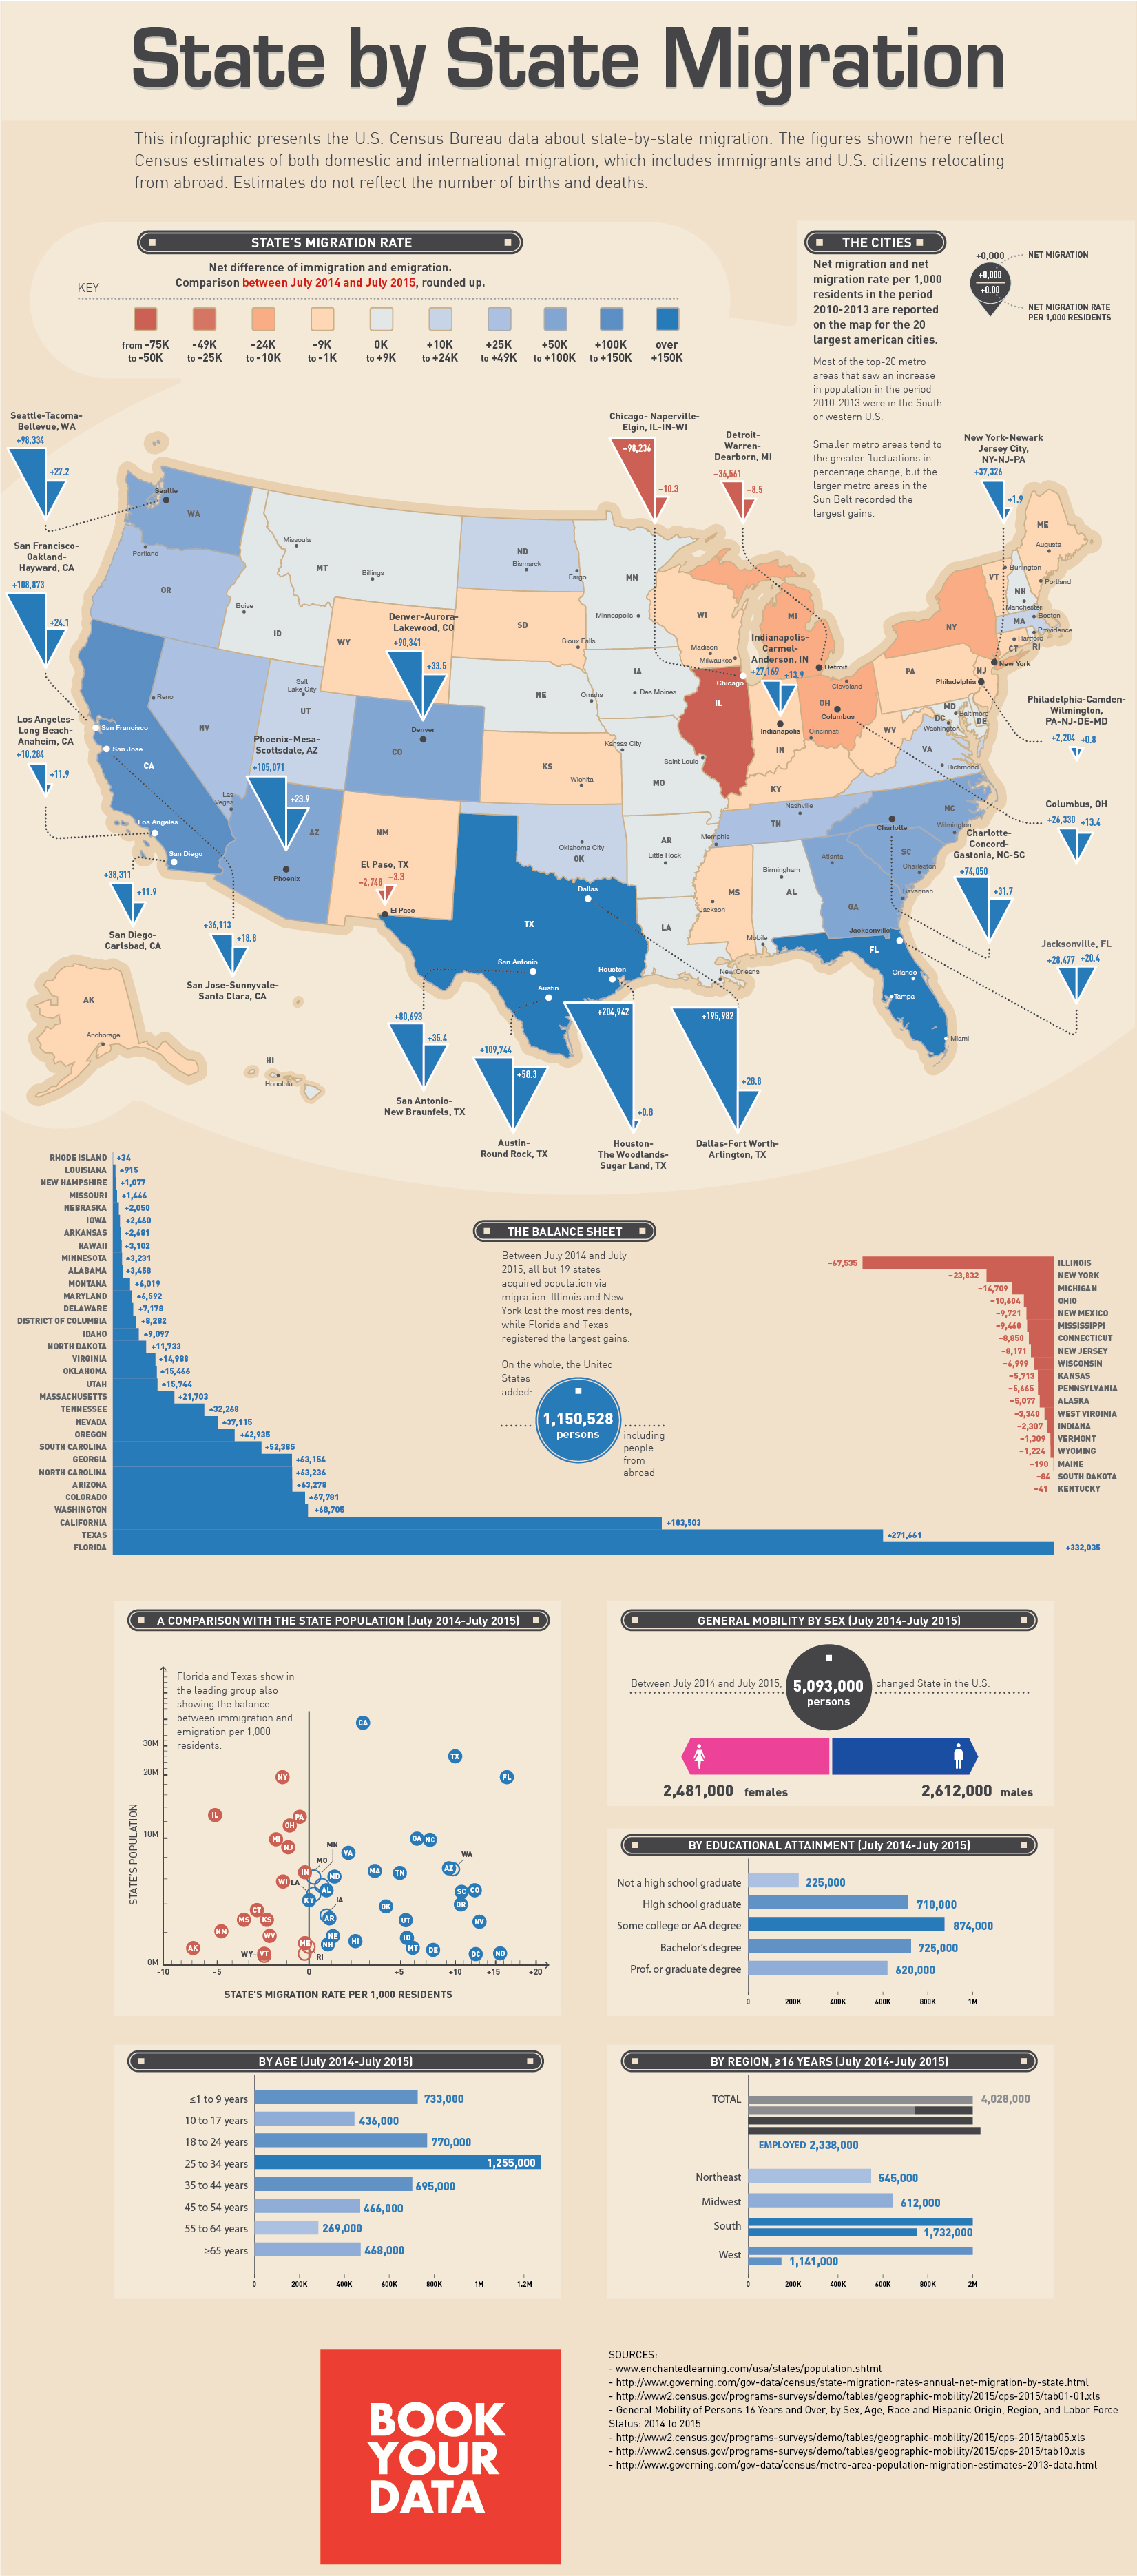 State by State Migration
This infographic presents the U.S. Census Bureau data about state-by-state migration. The figures shown here reflect
Census estimates of both domestic and international migration, which includes immigrants and U.S. citizens relocating
from abroad. Estimates do not reflect the number of births and deaths.
STATE'S MIGRATION RATE
Net difference of immigration and emigration.
Comparison between July 2014 and July 2015, rounded up.
KEY
from -75K
to -50K
-49K
to -25K
-24K
to -10K
-9K
to -1K
0K
to +9K
+10K
to +24K
+25K
to +49K
+50K
to +100K
+100K
to +150K
over
+150K
THE CITIES
Net migration and net
migration rate per 1,000
residents in the period
2010-2013 are reported
on the map for the 20
largest american cities.
Most of the top-20 metro
areas that saw an increase
in population in the period
2010-2013 were in the South
or western U.S.
Smaller metro areas tend to
the greater fluctuations in
percentage change, but the
larger metro areas in the
Sun Belt recorded the
largest gains.
+0,000
+0,000
+0.00
NET MIGRATION
NET MIGRATION RATE
PER 1,000 RESIDENTS
Seattle-Tacoma-
Bellevue, WA
+98,334
+27.2
San Francisco-
Oakland-
Hayward, CA
+108,873
+24.1
Los Angeles-
Long Beach-
Anaheim, CA
+10,284
+11.9
+38,311
+11.9
San Diego-
Carlsbad, CA
+36,113
+18.8
San Jose-Sunnyvale-
Santa Clara, CA
Phoenix-Mesa-
Scottsdale, AZ
+105,071
+23.9
Denver-Aurora-
Lakewood, CO
+90,341
+33.5
El Paso, TX
-2,748
-3.3
Chicago- Naperville-
Elgin, IL-IN-WI
-98,236
-10.3
Detroit-
Warren-
Dearborn, MI
-36,561
-8.5
Indianapolis-
Carmel-
Anderson, IN
+27,169
+13.9
New York-Newark
Jersey City,
NY-NJ-PA
+37,326
+1.9
Philadelphia-Camden-
Wilmington,
PA-NJ-DE-MD
+2,204
+0.8
Columbus, OH
+26,330
+13.4
Charlotte-
Concord-
Gastonia, NC-SC
+74,050
+31.7
Jacksonville, FL
+28,477
+20.4
+80,693
+35.4
San Antonio-
New Braunfels, TX
+109,744
+58.3
Austin-
Round Rock, TX
+204,942
+0.8
Houston-
The Woodlands-
Sugar Land, TX
+195,982
+28.8
Dallas-Fort Worth-
Arlington, TX
Seattle
WA
Portland
OR
Missoula
MT
Billings
Boise
ID
WY
ND
Bismarck
Fargo
MN
Minneapolis
SD
Sioux Falls
WI
Madison
Milwaukee
MI
Detroit
NY
VT
ME
Augusta
Burlington
Portland
NH
Manchester
Boston
MA
Providence
Hartford
CT
RI
New York
NJ
PA
Philadelphia
Reno
NV
Salt
Lake City
UT
CO
Denver
NE
Omaha
IA
Des Moines
IL
Chicago
IN
Indianapolis
OH
Cleveland
Columbus
Cincinnati
WV
MD
Baltimore
DC
Washington
DE
VA
Richmond
San Francisco
San Jose
CA
Los Angeles
San Diego
Las
Vegas
AZ
Phoenix
NM
El Paso
KS
Wichita
Kansas City
MO
Saint Louis
KY
Nashville
TN
Memphis
NC
Charlotte
Wilmington
SC
Charleston
Savannah
Oklahoma City
OK
AR
Little Rock
MS
Jackson
Birmingham
AL
Mobile
Atlanta
GA
Jacksonville
FL
Orlando
Tampa
Miami
LA
New Orleans
TX
Dallas
San Antonio
Houston
Austin
AK
Anchorage
HI
Honolulu
RHODE ISLAND +34
LOUISIANA +915
NEW HAMPSHIRE +1,077
MISSOURI +1,466
NEBRASKA +2,050
IOWA +2,460
ARKANSAS +2,681
HAWAII +3,102
MINNESOTA +3,231
ALABAMA +3,458
MONTANA +6,019
MARYLAND +6,592
DELAWARE +7,178
DISTRICT OF COLUMBIA +8,282
IDAHO +9,097
NORTH DAKOTA +11,733
VIRGINIA +14,988
OKLAHOMA +15,466
UTAH +15,744
MASSACHUSETTS +21,703
TENNESSEE +32,268
NEVADA +37,115
OREGON +42,935
SOUTH CAROLINA +52,385
GEORGIA +63,154
NORTH CAROLINA +63,236
ARIZONA +63,278
COLORADO +67,781
WASHINGTON +68,705
CALIFORNIA +103,503
TEXAS +271,661
FLORIDA +332,035
THE BALANCE SHEET
Between July 2014 and July
2015, all but 19 states
acquired population via
migration. Illinois and New
York lost the most residents,
while Florida and Texas
registered the largest gains.
On the whole, the United
States
added:
1,150,528
persons
including
people
from
abroad
-67,535 ILLINOIS
-23,832 NEW YORK
-14,709 MICHIGAN
-10,604 OHIO
-9,721 NEW MEXICO
-9,460 MISSISSIPPI
-8,850 CONNECTICUT
-8,171 NEW JERSEY
-6,999 WISCONSIN
-5,713 KANSAS
-5,665 PENNSYLVANIA
-5,077 ALASKA
-3,340 WEST VIRGINIA
-2,307 INDIANA
-1,309 VERMONT
-1,224 WYOMING
-190 MAINE
-84 SOUTH DAKOTA
-41 KENTUCKY
A COMPARISON WITH THE STATE POPULATION (July 2014-July 2015)
Florida and Texas show in
the leading group also
showing the balance
between immigration and
emigration per 1,000
residents.
STATE'S POPULATION
30M
20M
10M
0M
CA
TX
NY
FL
IL
PA
OH
MI
NJ
GA
NC
MN
VA
WA
MO
IN
MD
MA
TN
AZ
WI
LA
AL
SC
CO
KY
IA
OK
OR
CT
MS
KS
AR
UT
NV
NM
WV
NE
NH
HI
ID
MT
DE
AK
WY
VT
ME
RI
DC
ND
-10
-5
0
+5
+10
+15
+20
STATE'S MIGRATION RATE PER 1,000 RESIDENTS
GENERAL MOBILITY BY SEX (July 2014-July 2015)
Between July 2014 and July 2015,
5,093,000
persons
changed State in the U.S.
2,481,000 females
2,612,000 males
BY EDUCATIONAL ATTAINMENT (July 2014-July 2015)
Not a high school graduate 225,000
High school graduate 710,000
Some college or AA degree 874,000
Bachelor's degree 725,000
Prof. or graduate degree 620,000
0 200K 400K 600K 800K 1M
BY AGE (July 2014-July 2015)
≤1 to 9 years 733,000
10 to 17 years 436,000
18 to 24 years 770,000
25 to 34 years 1,255,000
35 to 44 years 695,000
45 to 54 years 466,000
55 to 64 years 269,000
≥65 years 468,000
0 200K 400K 600K 800K 1M 1.2M
BY REGION, ≥16 YEARS (July 2014-July 2015)
TOTAL 4,028,000
EMPLOYED 2,338,000
Northeast 545,000
Midwest 612,000
South 1,732,000
West 1,141,000
0 200K 400K 600K 800K 2M
BOOK
YOUR
DATA
SOURCES:
- www.enchantedlearning.com/usa/states/population.shtml
- http://www.governing.com/gov-data/census/state-migration-rates-annual-net-migration-by-state.html
- http://www2.census.gov/programs-surveys/demo/tables/geographic-mobility/2015/cps-2015/tab01-01.xls
- General Mobility of Persons 16 Years and Over, by Sex, Age, Race and Hispanic Origin, Region, and Labor Force
Status: 2014 to 2015
- http://www2.census.gov/programs-surveys/demo/tables/geographic-mobility/2015/cps-2015/tab05.xls
- http://www2.census.gov/programs-surveys/demo/tables/geographic-mobility/2015/cps-2015/tab10.xls
- http://www.governing.com/gov-data/census/metro-area-population-migration-estimates-2013-data.html